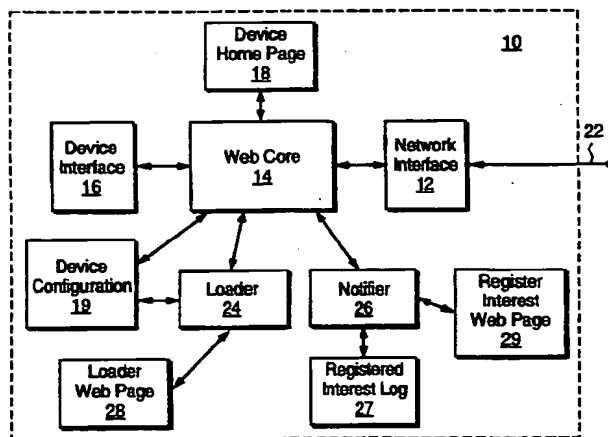 Device
Home Page
18
10
22
Device
Interface
16
Web Core
14
Network
Interface
12
Device
Configuration
19
Loader
24
Notifier
26
Register
Interest
Web Page
29
Loader
Web Page
28
Registered
Interest Log
27